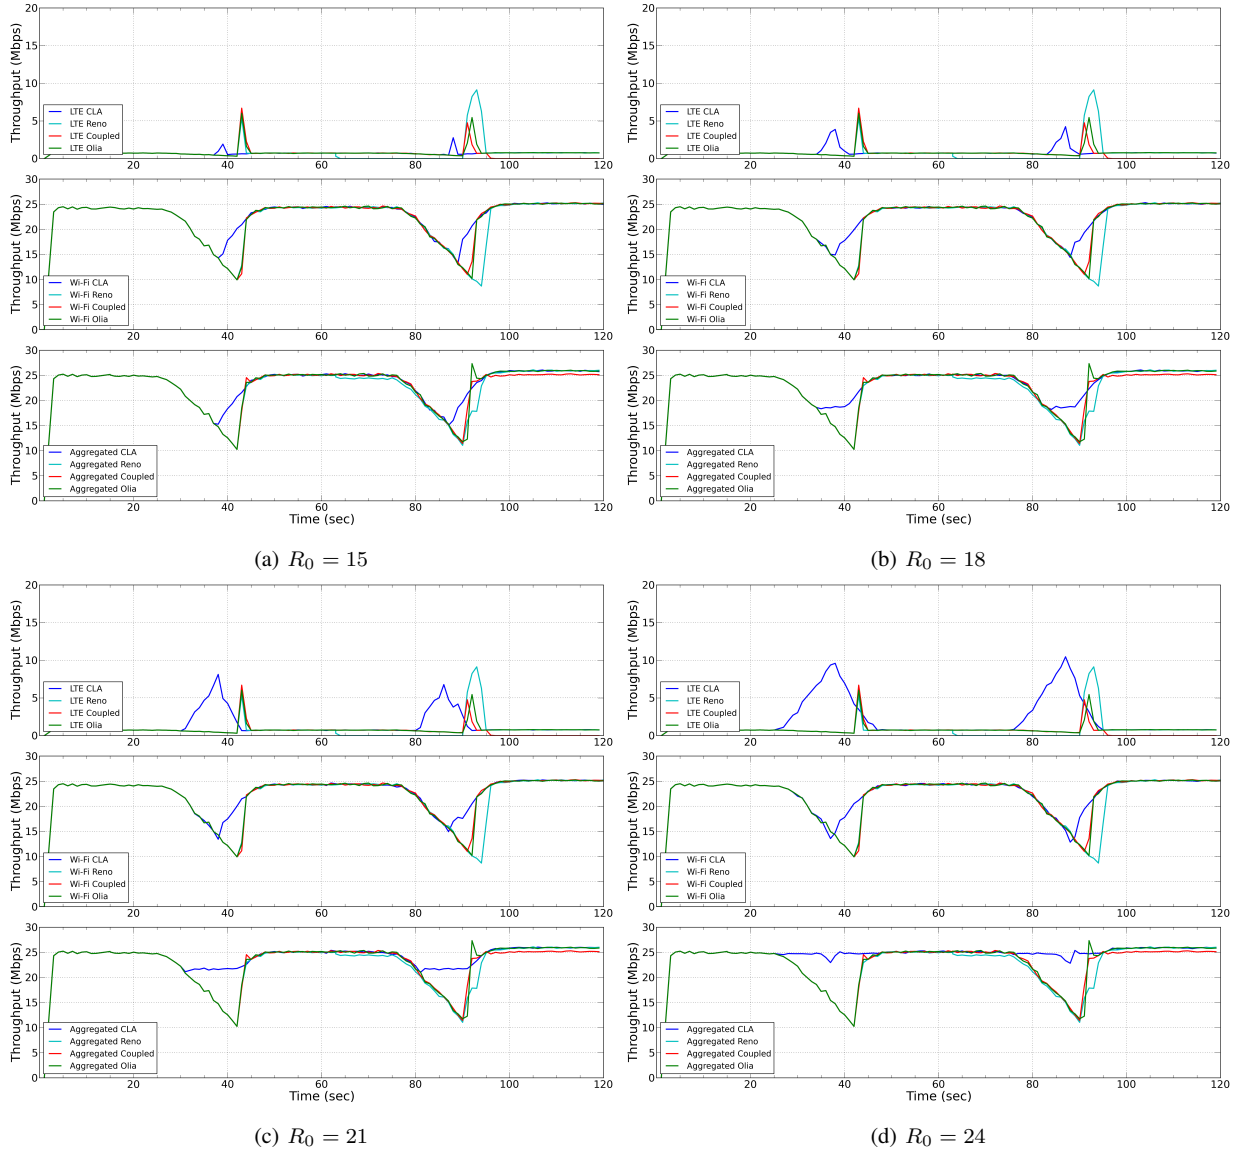 20
15
10
5
0
Throughput (Mbps)
LTE CLA
LTE Reno
LTE Coupled
LTE Olia
20 40 60 80 100 120
30
25
20
15
10
5
0
Throughput (Mbps)
Wi-Fi CLA
Wi-Fi Reno
Wi-Fi Coupled
Wi-Fi Olia
20 40 60 80 100 120
30
25
20
15
10
5
0
Throughput (Mbps)
Aggregated CLA
Aggregated Reno
Aggregated Coupled
Aggregated Olia
20 40 60 80 100 120
Time (sec)
(a) R₀ = 15
20
15
10
5
0
Throughput (Mbps)
LTE CLA
LTE Reno
LTE Coupled
LTE Olia
20 40 60 80 100 120
30
25
20
15
10
5
0
Throughput (Mbps)
Wi-Fi CLA
Wi-Fi Reno
Wi-Fi Coupled
Wi-Fi Olia
20 40 60 80 100 120
30
25
20
15
10
5
0
Throughput (Mbps)
Aggregated CLA
Aggregated Reno
Aggregated Coupled
Aggregated Olia
20 40 60 80 100 120
Time (sec)
(b) R₀ = 18
20
15
10
5
0
Throughput (Mbps)
LTE CLA
LTE Reno
LTE Coupled
LTE Olia
20 40 60 80 100 120
30
25
20
15
10
5
0
Throughput (Mbps)
Wi-Fi CLA
Wi-Fi Reno
Wi-Fi Coupled
Wi-Fi Olia
20 40 60 80 100 120
30
25
20
15
10
5
0
Throughput (Mbps)
Aggregated CLA
Aggregated Reno
Aggregated Coupled
Aggregated Olia
20 40 60 80 100 120
Time (sec)
(c) R₀ = 21
20
15
10
5
0
Throughput (Mbps)
LTE CLA
LTE Reno
LTE Coupled
LTE Olia
20 40 60 80 100 120
30
25
20
15
10
5
0
Throughput (Mbps)
Wi-Fi CLA
Wi-Fi Reno
Wi-Fi Coupled
Wi-Fi Olia
20 40 60 80 100 120
30
25
20
15
10
5
0
Throughput (Mbps)
Aggregated CLA
Aggregated Reno
Aggregated Coupled
Aggregated Olia
20 40 60 80 100 120
Time (sec)
(d) R₀ = 24